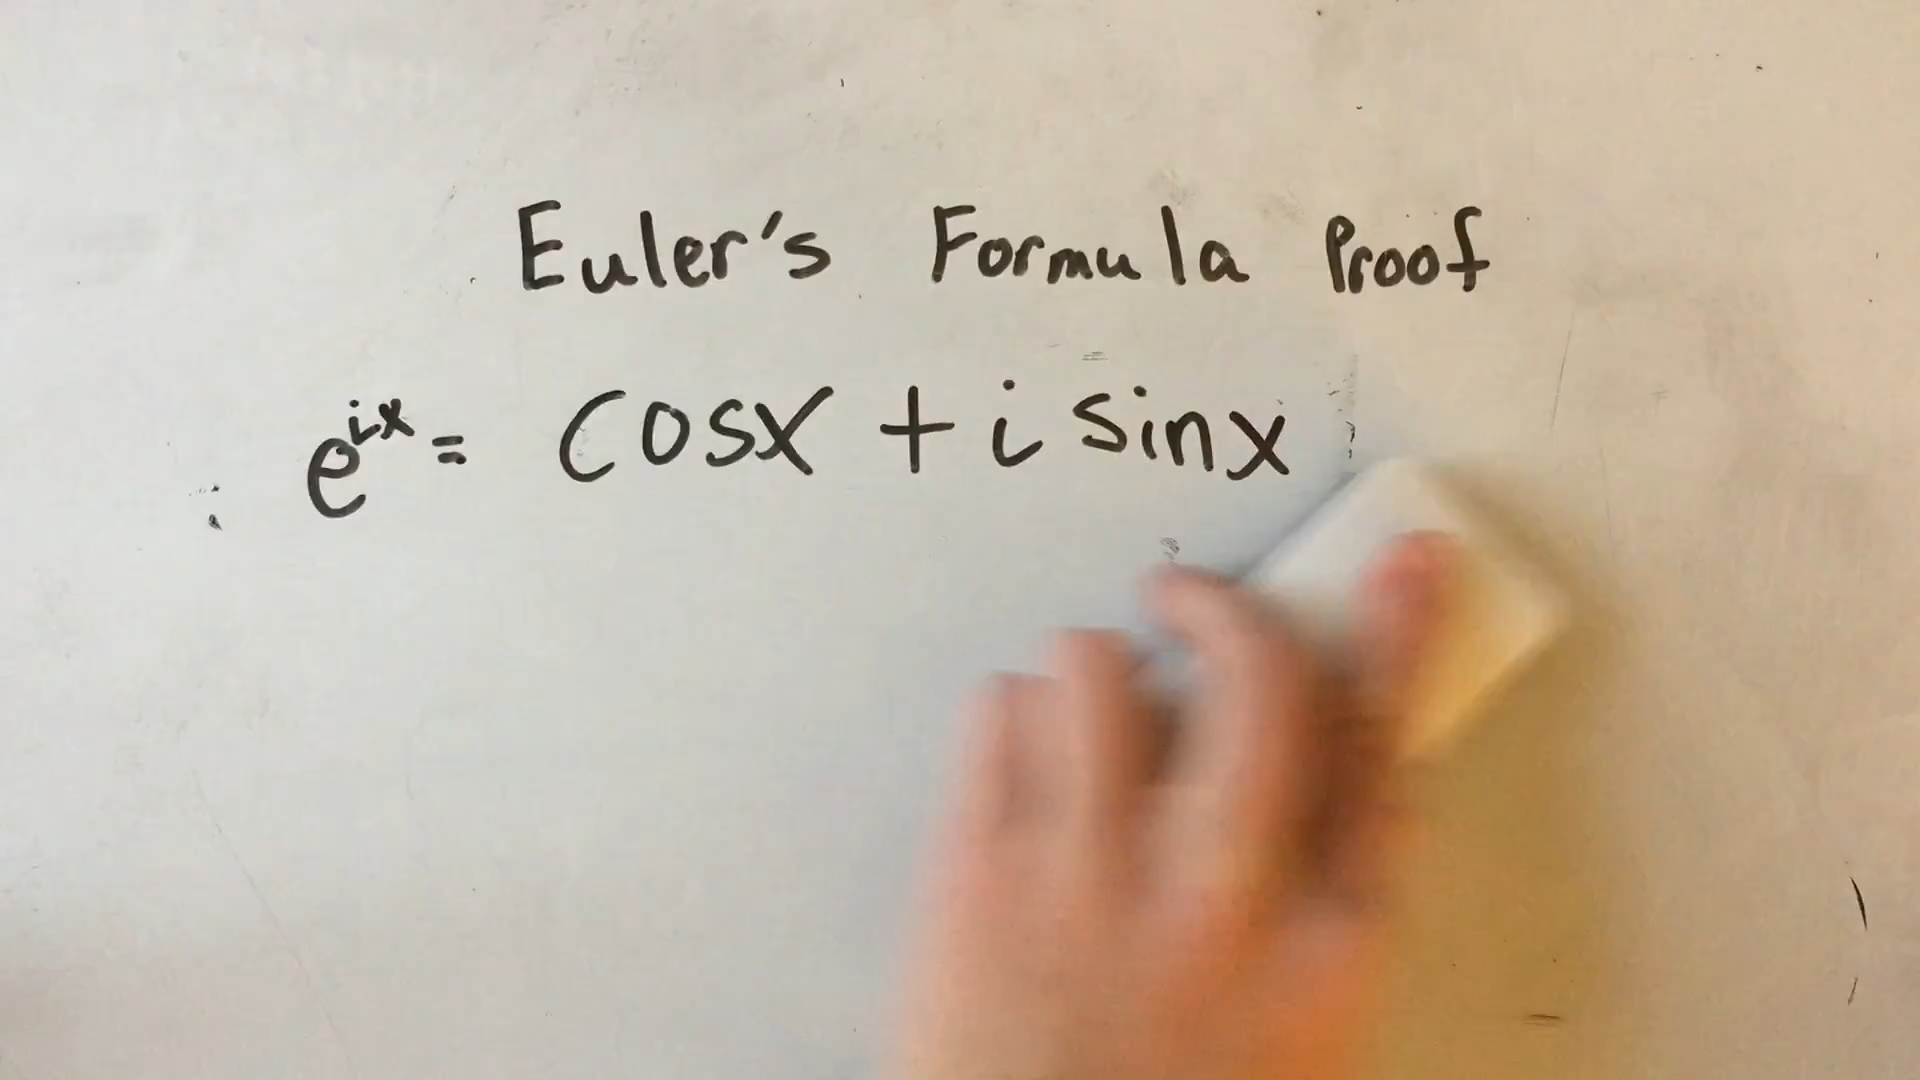 Euler's Formula Proof
e^{ix} = cosx + i sinx